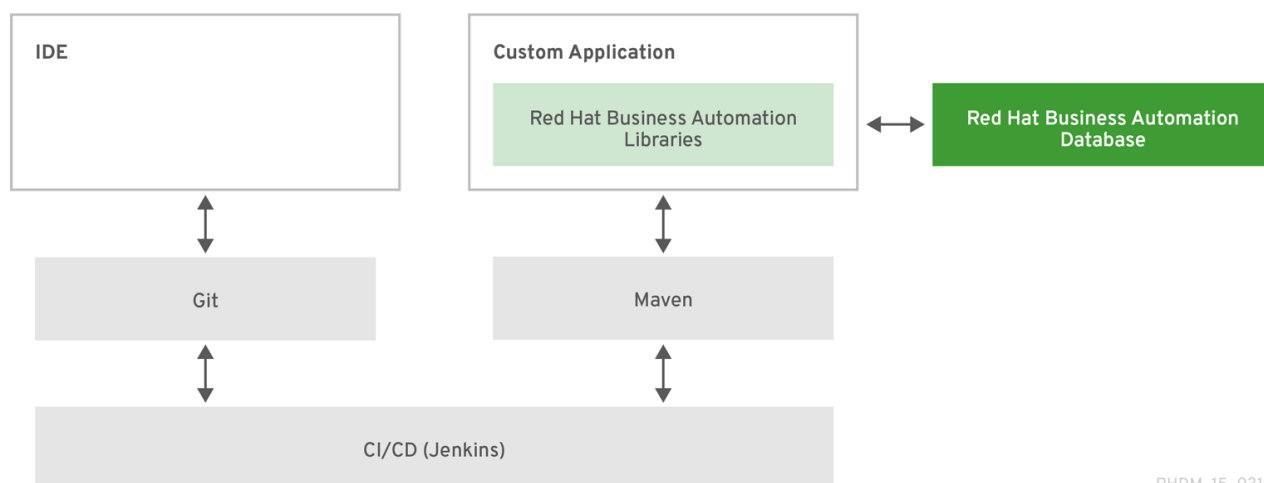 IDE
Custom Application
Red Hat Business Automation
Libraries
Red Hat Business Automation
Database
Git
Maven
CI/CD (Jenkins)